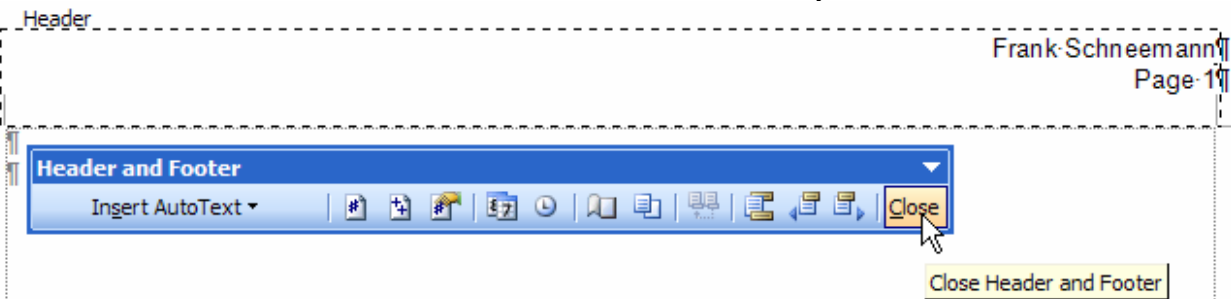 Header
Frank·Schneemann¶
Page·1¶
¶
¶
Header and Footer
Insert AutoText
Close
Close Header and Footer